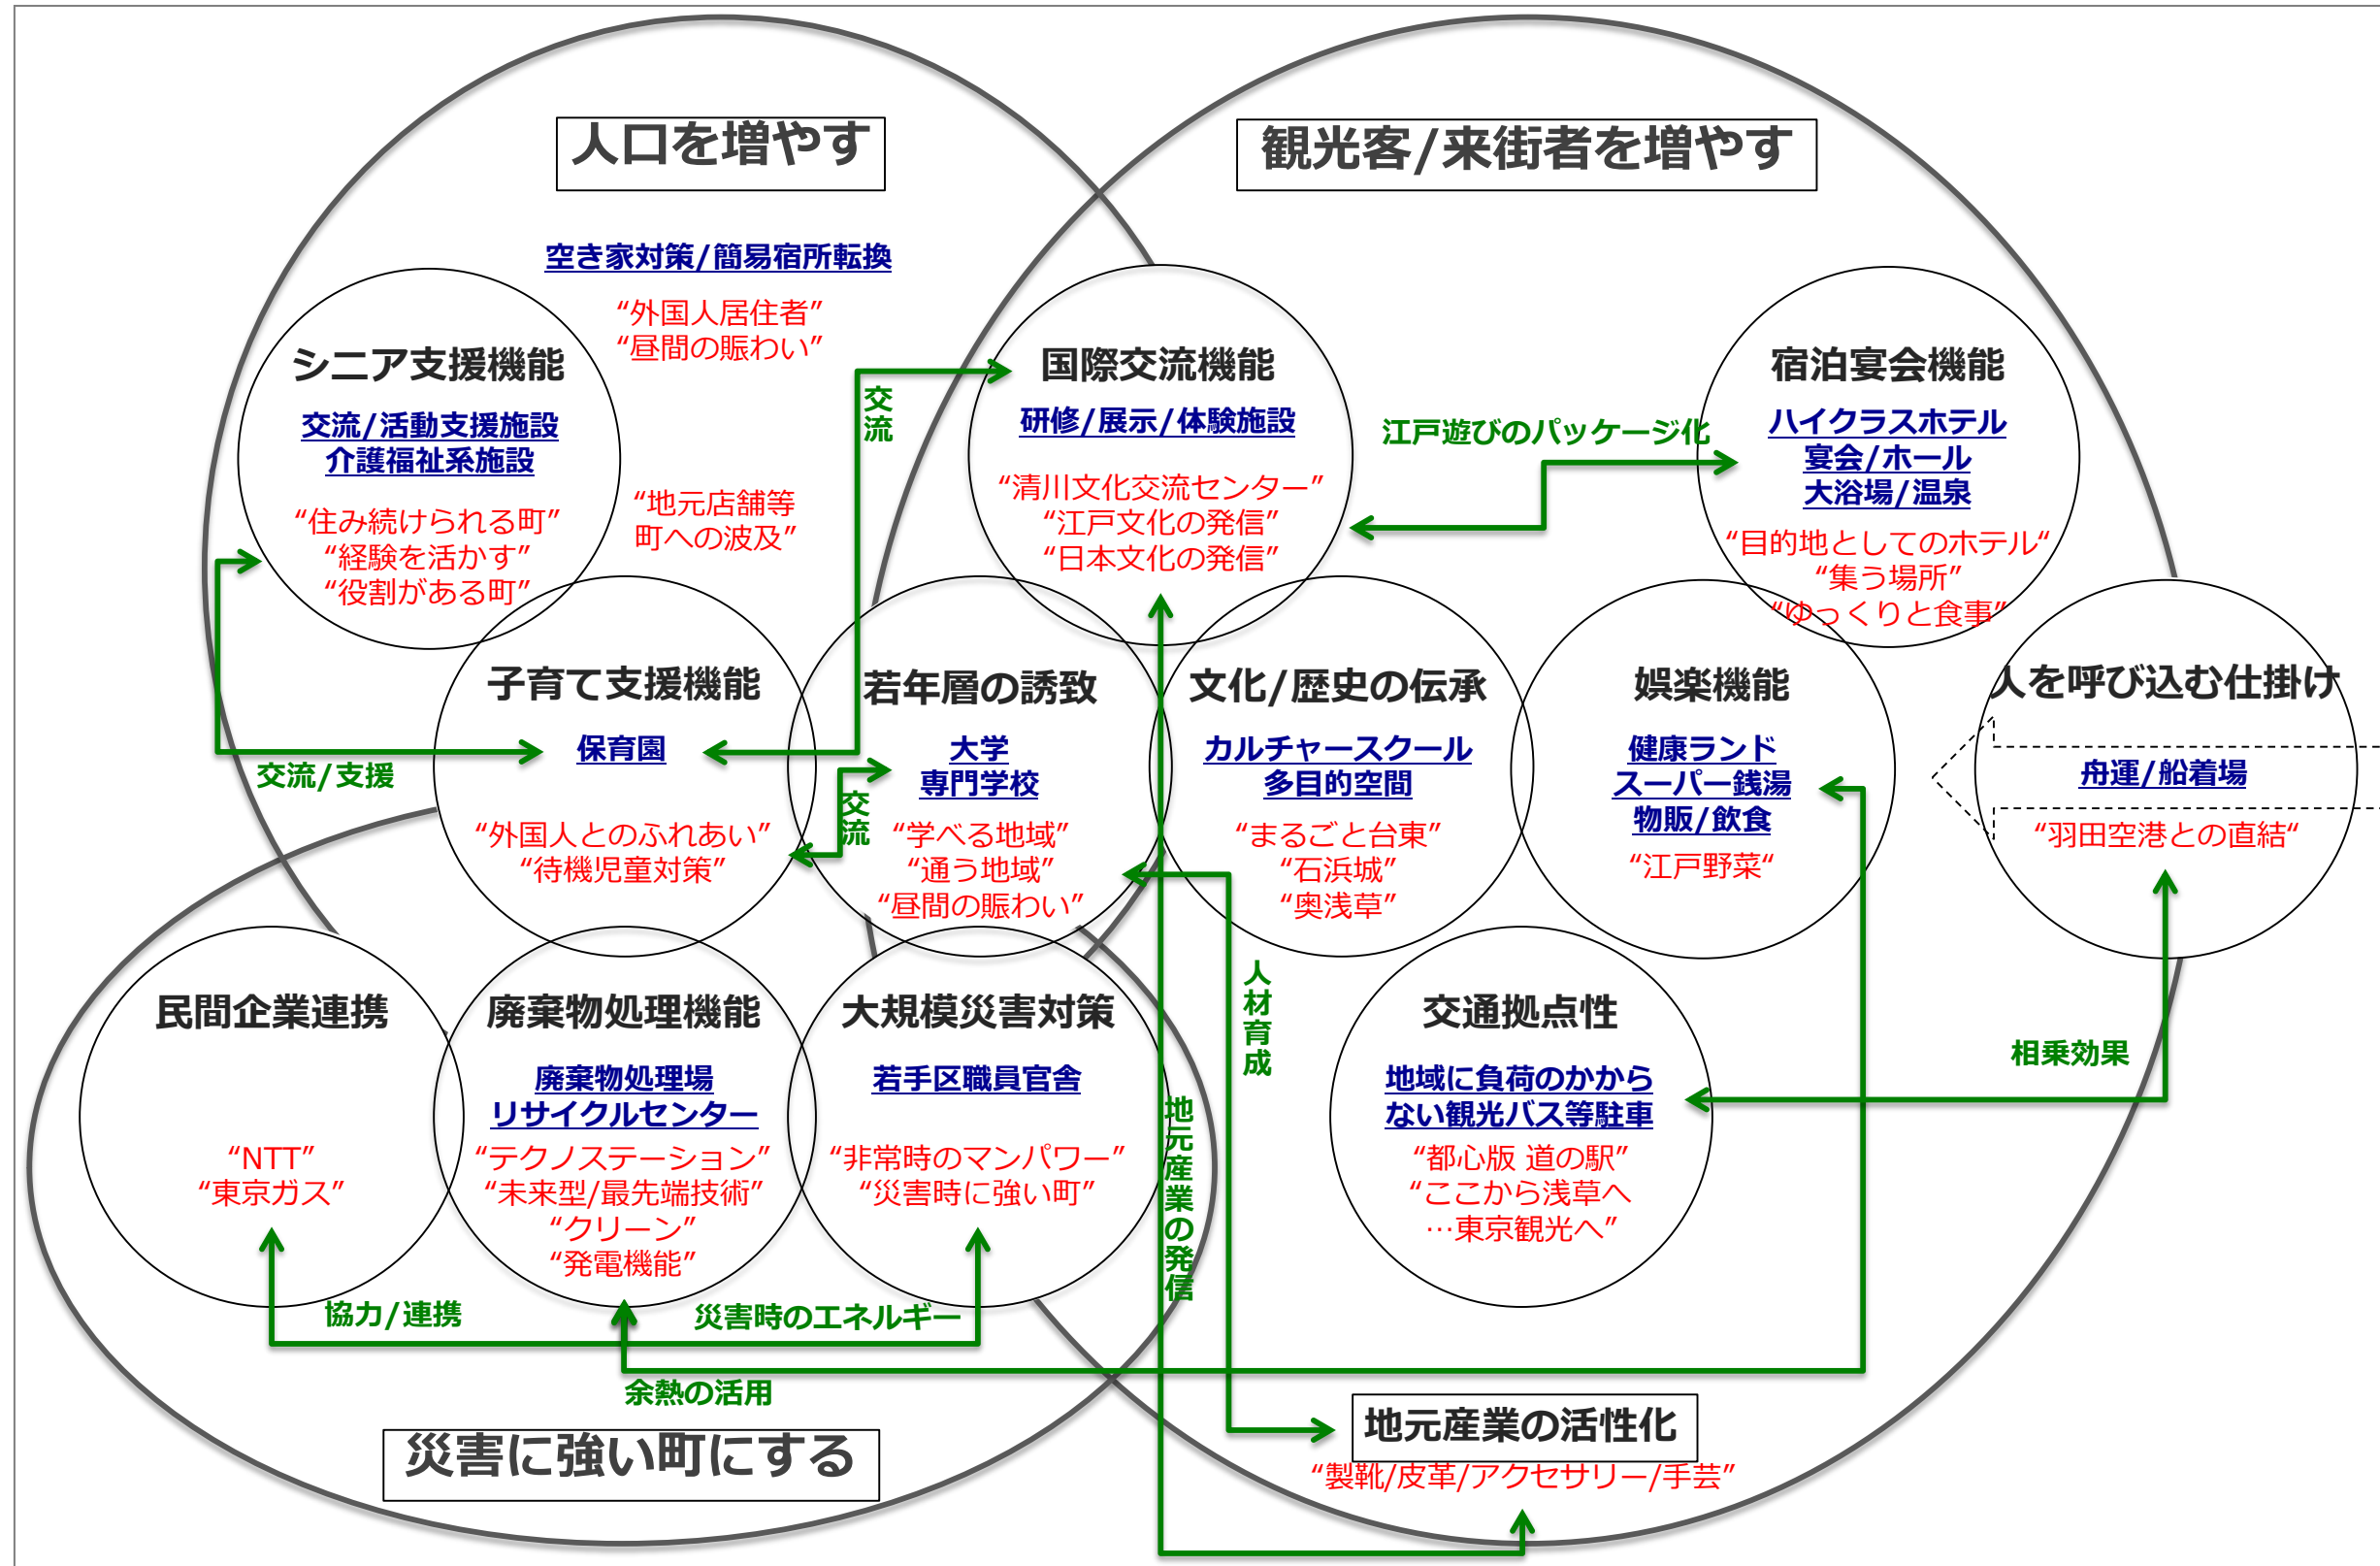 人口を増やす
観光客/来街者を増やす
空き家対策/簡易宿所転換
“外国人居住者”
“昼間の賑わい”
シニア支援機能
交流/活動支援施設
介護福祉系施設
“住み続けられる町”
“経験を活かす”
“役割がある町”
“地元店舗等
町への波及”
交流
国際交流機能
研修/展示/体験施設
“清川文化交流センター”
“江戸文化の発信”
“日本文化の発信”
江戸遊びのパッケージ化
宿泊宴会機能
ハイクラスホテル
宴会/ホール
大浴場/温泉
“目的地としてのホテル“
“集う場所”
“ゆっくりと食事”
交流/支援
子育て支援機能
保育園
“外国人とのふれあい”
“待機児童対策”
交流
若年層の誘致
大学
専門学校
“学べる地域”
“通う地域”
“昼間の賑わい”
文化/歴史の伝承
カルチャースクール
多目的空間
“まるごと台東”
“石浜城”
“奥浅草”
娯楽機能
健康ランド
スーパー銭湯
物販/飲食
“江戸野菜“
人を呼び込む仕掛け
舟運/船着場
“羽田空港との直結“
民間企業連携
“NTT”
“東京ガス”
廃棄物処理機能
廃棄物処理場
リサイクルセンター
“テクノステーション”
“未来型/最先端技術”
“クリーン”
“発電機能”
大規模災害対策
若手区職員官舎
“非常時のマンパワー”
“災害時に強い町”
人材育成
地元産業の発信
交通拠点性
地域に負荷のかから
ない観光バス等駐車
“都心版 道の駅”
“ここから浅草へ
…東京観光へ”
相乗効果
協力/連携
災害時のエネルギー
余熱の活用
災害に強い町にする
地元産業の活性化
“製靴/皮革/アクセサリー/手芸”